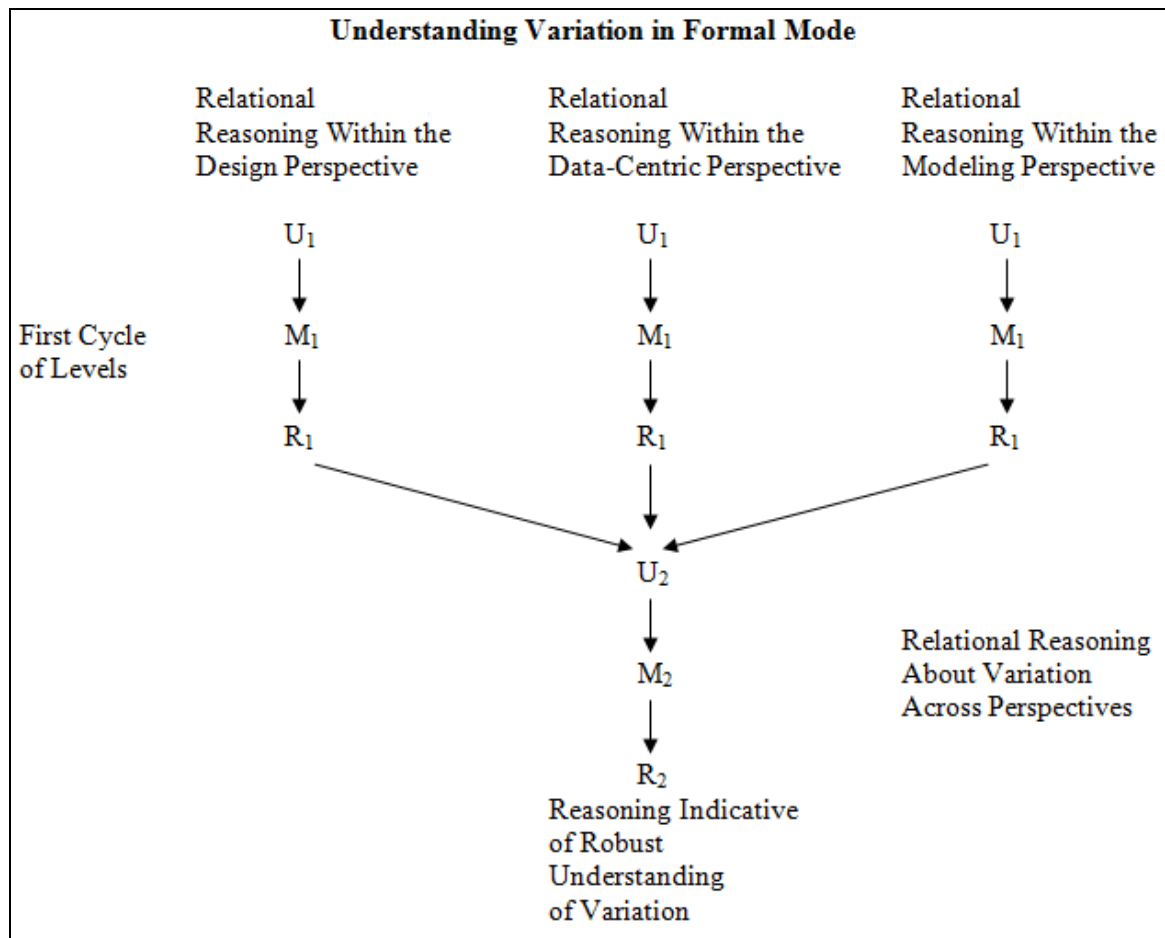 Understanding Variation in Formal Mode
Relational
Reasoning Within the
Design Perspective
Relational
Reasoning Within the
Data-Centric Perspective
Relational
Reasoning Within the
Modeling Perspective
U₁
U₁
U₁
First Cycle
of Levels
M₁
M₁
M₁
R₁
R₁
R₁
U₂
M₂
Relational Reasoning
About Variation
Across Perspectives
R₂
Reasoning Indicative
of Robust
Understanding
of Variation